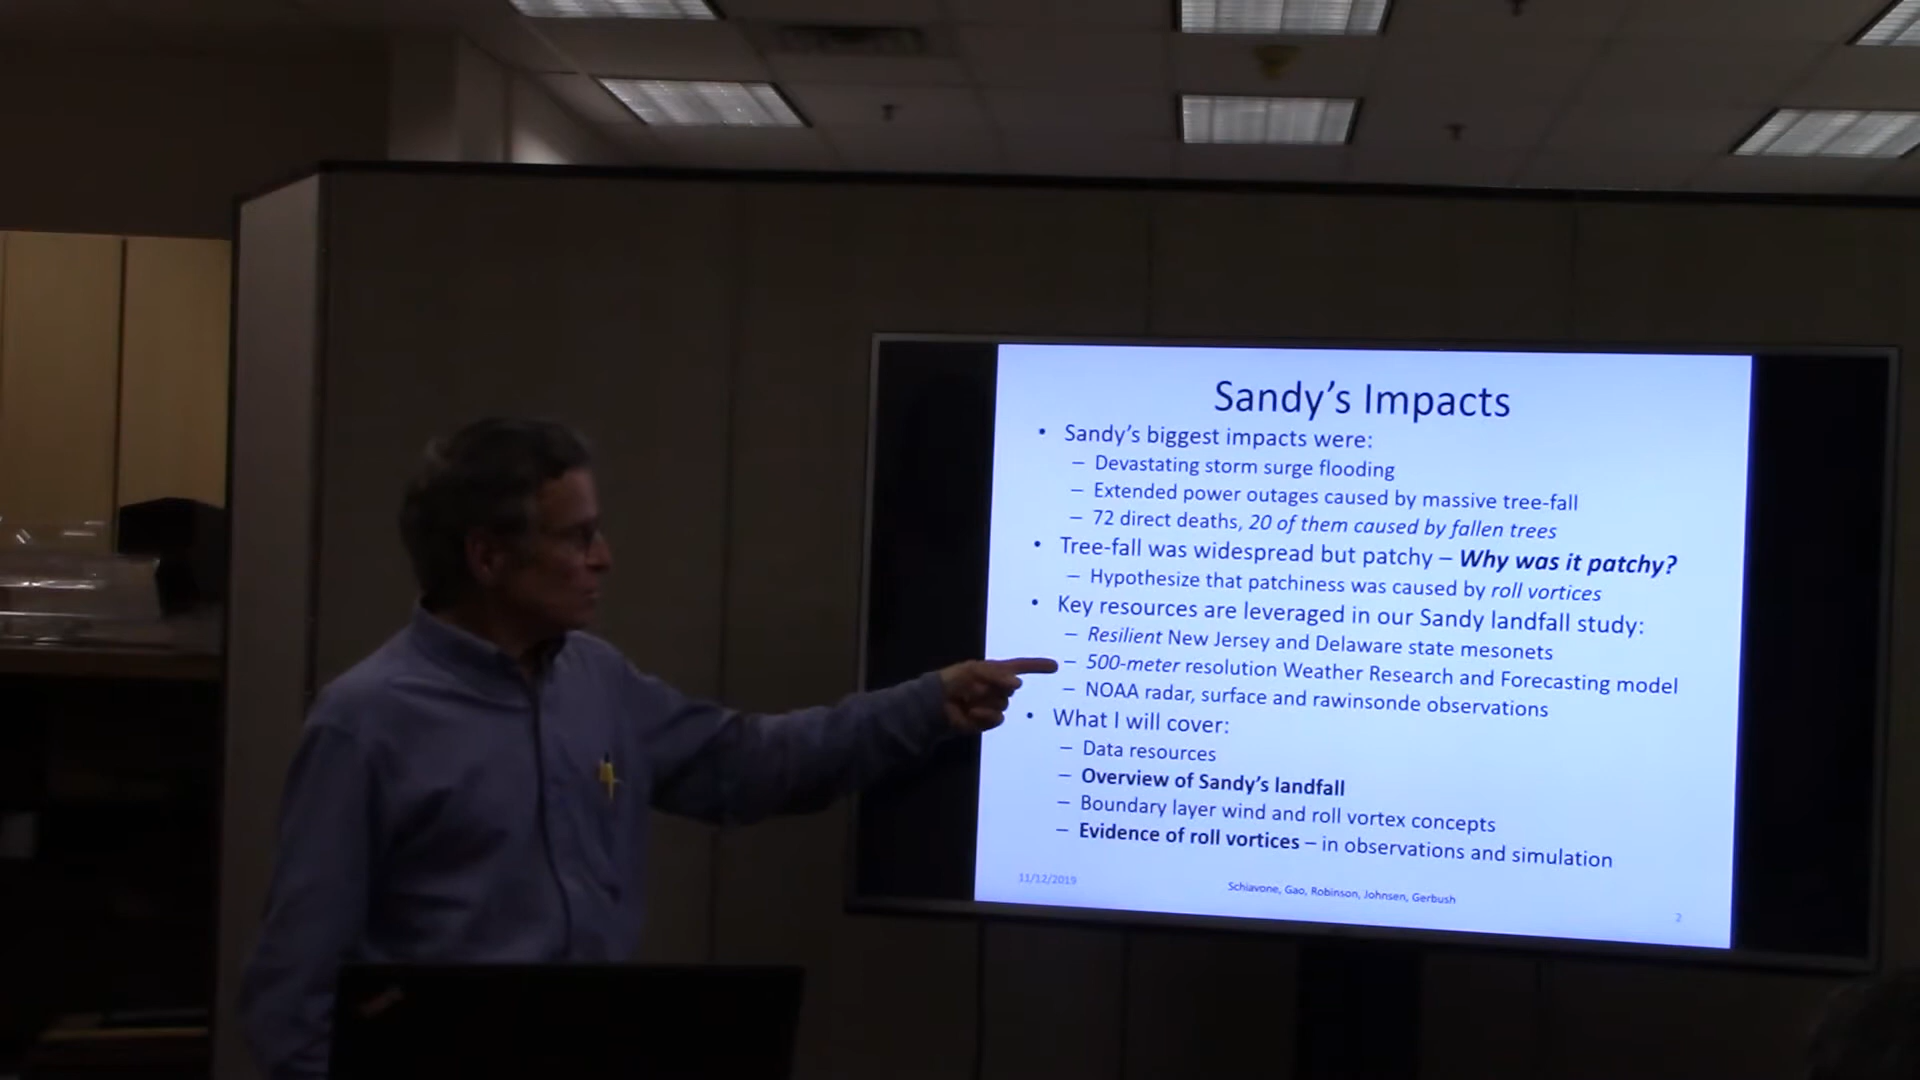 Sandy's Impacts
• Sandy's biggest impacts were:
– Devastating storm surge flooding
– Extended power outages caused by massive tree-fall
– 72 direct deaths, 20 of them caused by fallen trees
• Tree-fall was widespread but patchy – Why was it patchy?
– Hypothesize that patchiness was caused by roll vortices
• Key resources are leveraged in our Sandy landfall study:
– Resilient New Jersey and Delaware state mesonets
– 500-meter resolution Weather Research and Forecasting model
– NOAA radar, surface and rawinsonde observations
• What I will cover:
– Data resources
– Overview of Sandy's landfall
– Boundary layer wind and roll vortex concepts
– Evidence of roll vortices – in observations and simulation
11/12/2019
Schiavone, Gao, Robinson, Johnsen, Gerbush
2